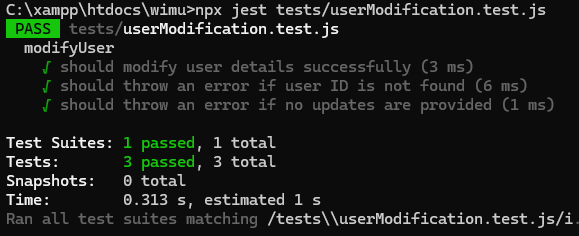 C:\xampp\htdocs\wimu>npx jest tests/userModification.test.js
PASS tests/userModification.test.js
modifyUser
√ should modify user details successfully (3 ms)
√ should throw an error if user ID is not found (6 ms)
√ should throw an error if no updates are provided (1 ms)
Test Suites: 1 passed, 1 total
Tests: 3 passed, 3 total
Snapshots: 0 total
Time: 0.313 s, estimated 1 s
Ran all test suites matching /tests\\userModification.test.js/i.